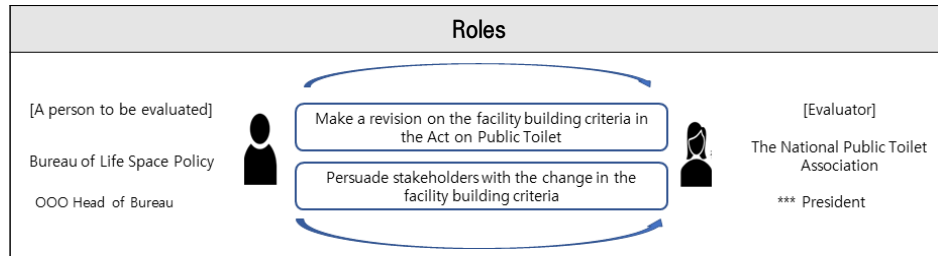 Roles
[A person to be evaluated]
Bureau of Life Space Policy
OOO Head of Bureau
Make a revision on the facility building criteria in
the Act on Public Toilet
Persuade stakeholders with the change in the
facility building criteria
[Evaluator]
The National Public Toilet
Association
*** President